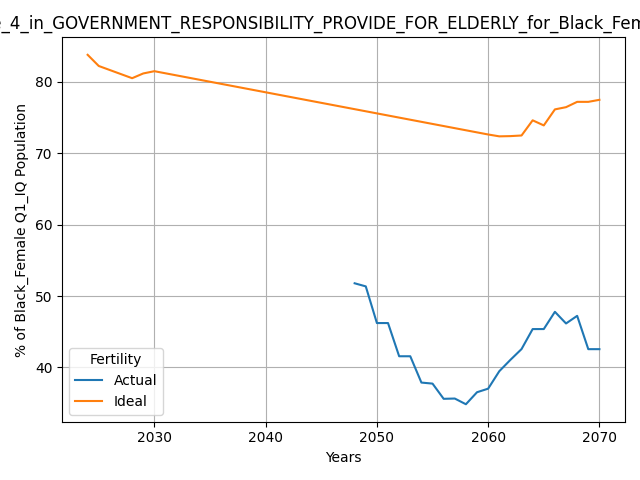 _4_in_GOVERNMENT_RESPONSIBILITY_PROVIDE_FOR_ELDERLY_for_Black_Fem
% of Black_Female Q1_IQ Population
80
70
60
50
40
Fertility
Actual
Ideal
2030 2040 2050 2060 2070
Years